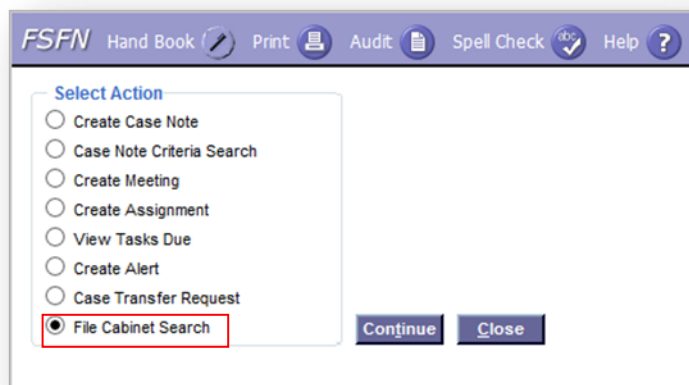 FSFN Hand Book Print Audit Spell Check abc Help ?
Select Action
Create Case Note
Case Note Criteria Search
Create Meeting
Create Assignment
View Tasks Due
Create Alert
Case Transfer Request
File Cabinet Search Continue Close